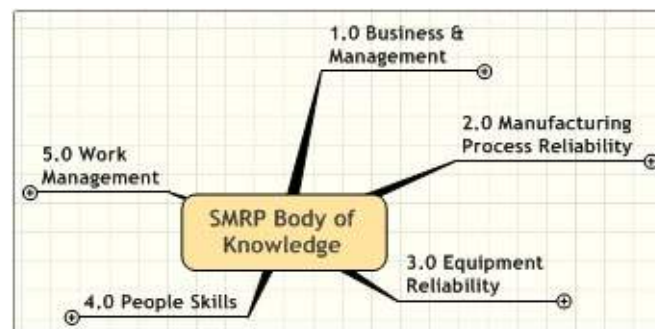 1.0 Business &
Management
2.0 Manufacturing
Process Reliability
5.0 Work
Management
SMRP Body of
Knowledge
3.0 Equipment
Reliability
4.0 People Skills